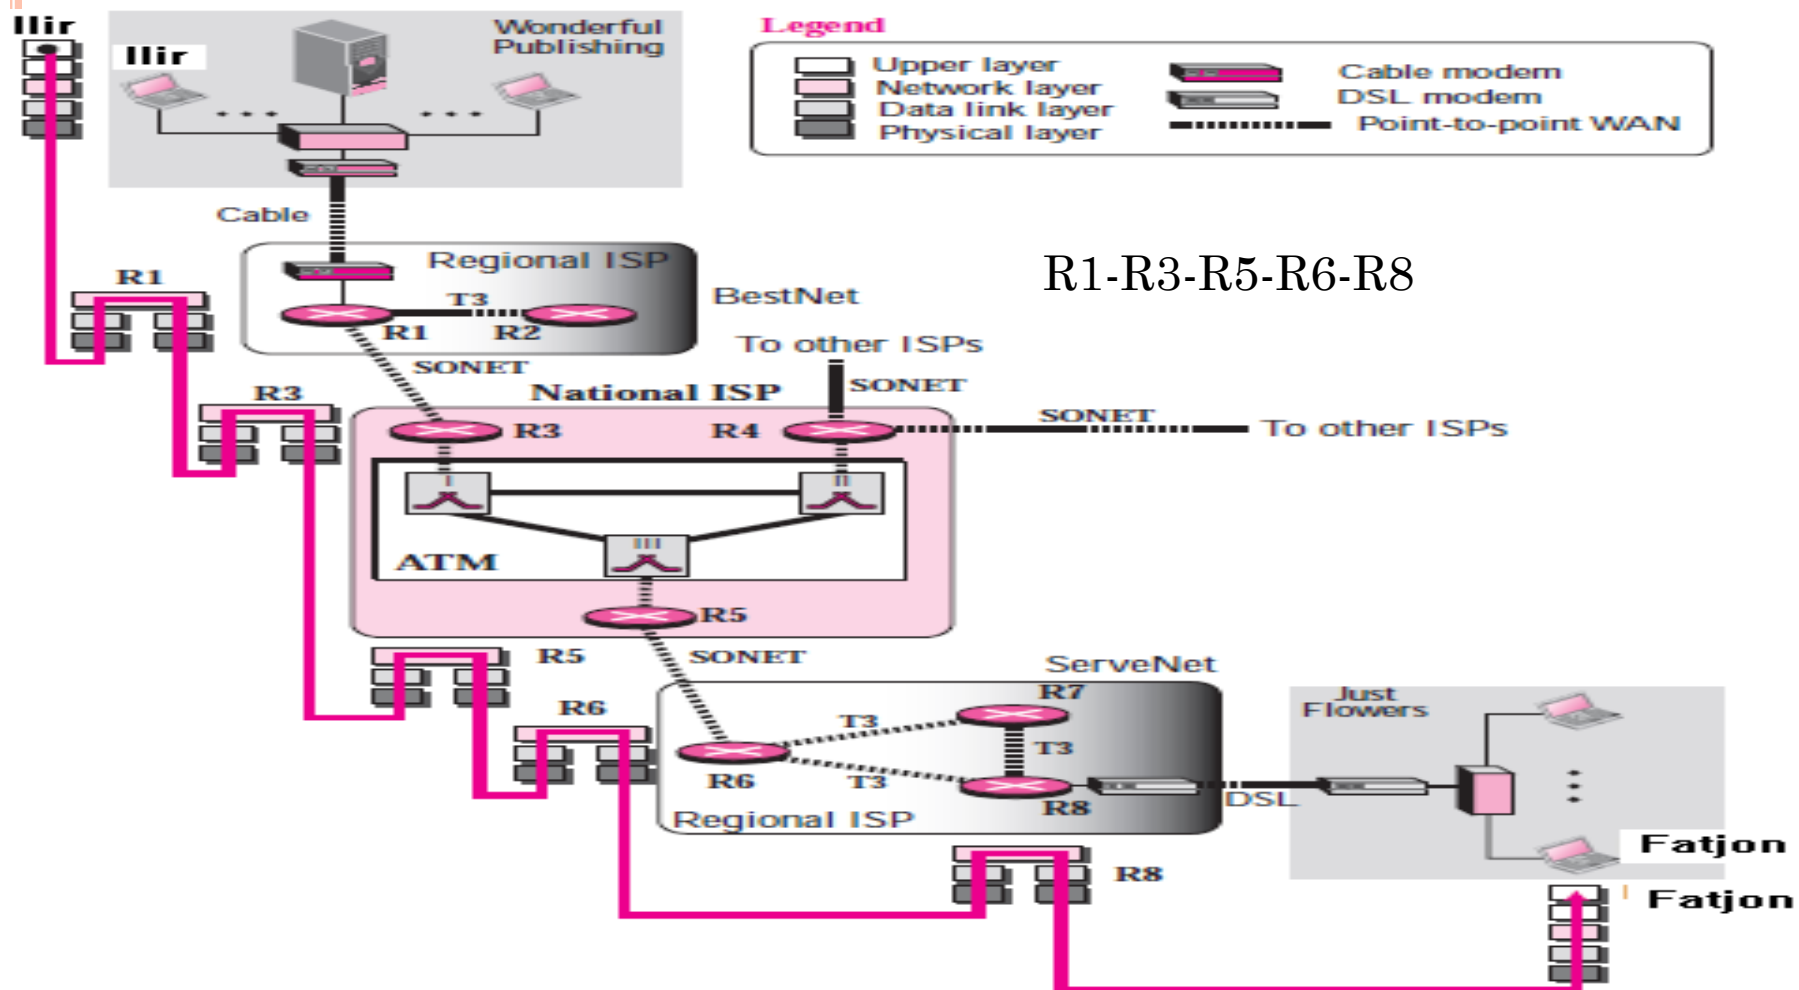 Ilir
Ilir
Wonderful
Publishing
Legend
Upper layer
Network layer
Data link layer
Physical layer
Cable modem
DSL modem
Point-to-point WAN
Cable
R1
Regional ISP
T3
R1
R2
BestNet
R1-R3-R5-R6-R8
SONET
To other ISPs
R3
National ISP
SONET
R3
R4
SONET
To other ISPs
I
II
III
ATM
R5
R5
SONET
ServeNet
R6
R7
T3
T3
R6
T3
R8
Regional ISP
DSL
Just
Flowers
Fatjon
R8
Fatjon